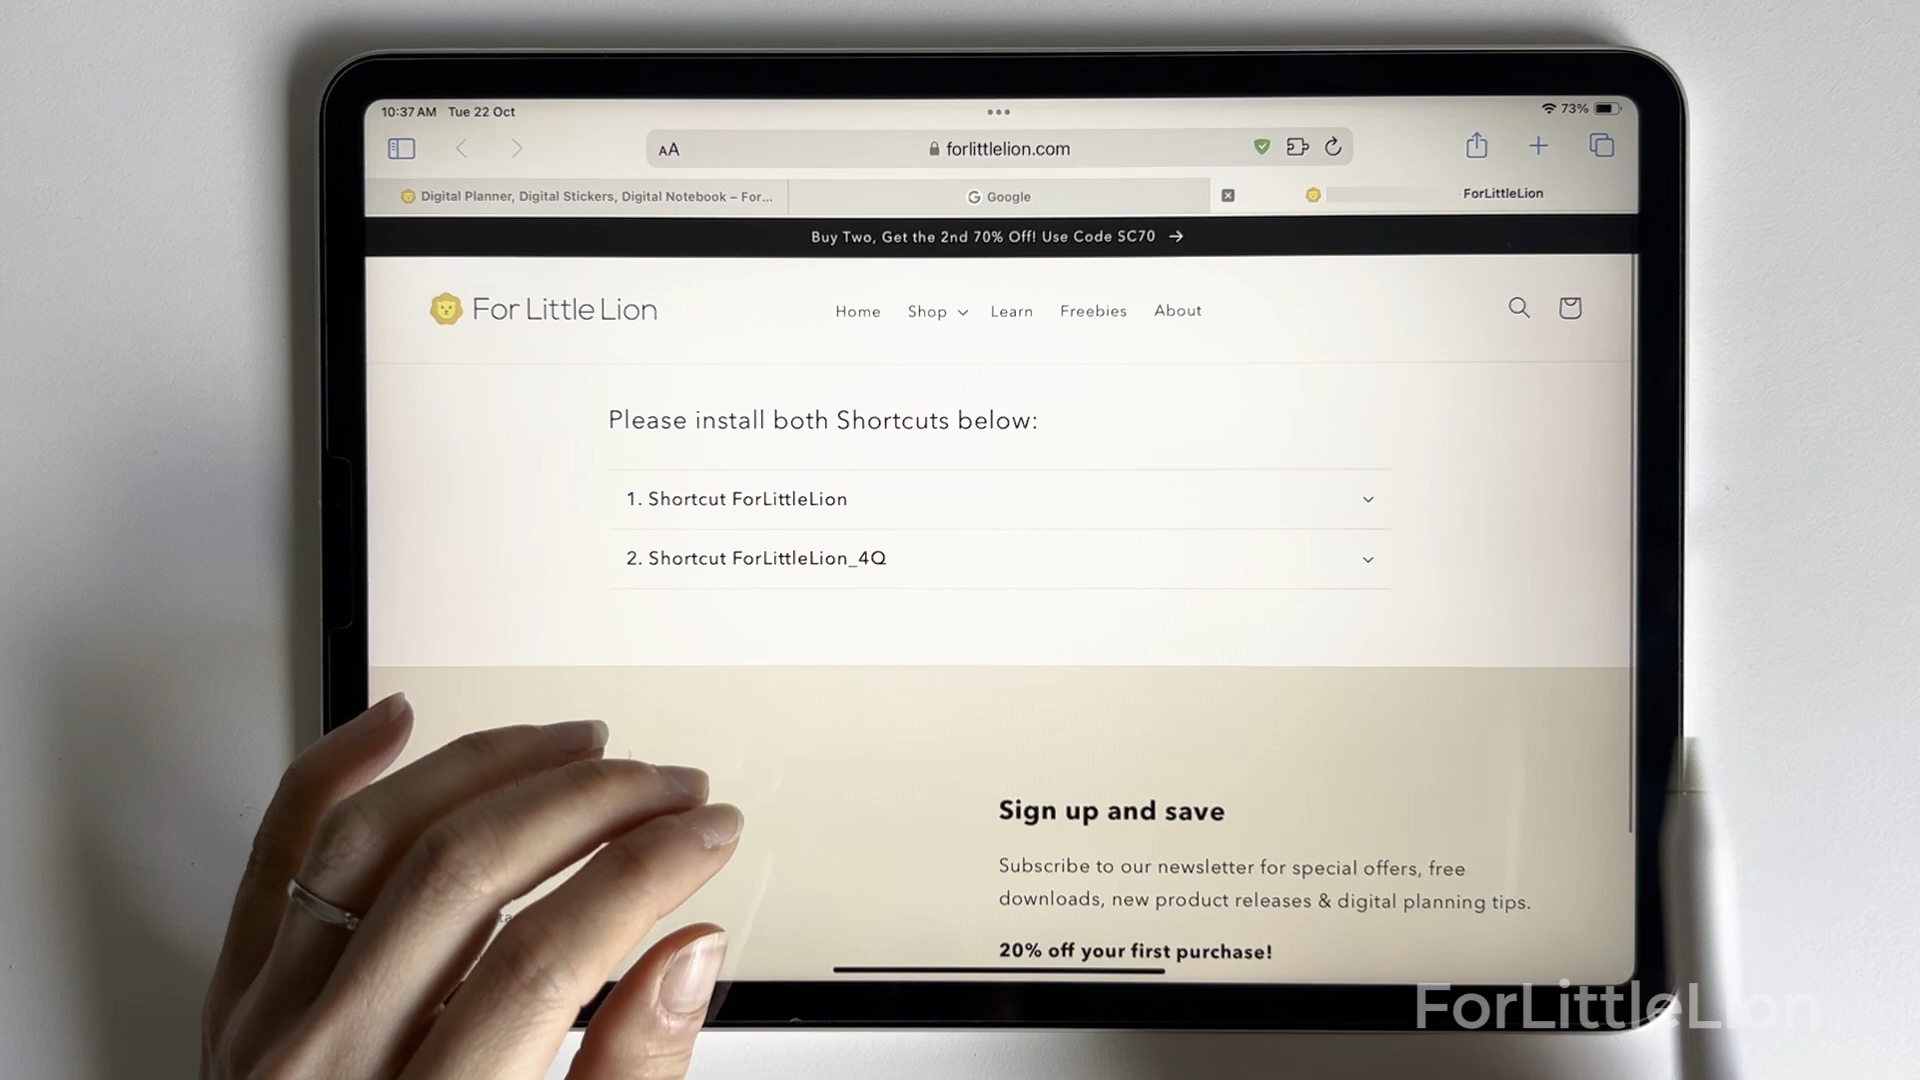 10:37 AM Tue 22 Oct
73%
AA
forlittlelion.com
Digital Planner, Digital Stickers, Digital Notebook – For...
Google
ForLittleLion
Buy Two, Get the 2nd 70% Off! Use Code SC70
For Little Lion
Home
Shop
Learn
Freebies
About
Please install both Shortcuts below:
1. Shortcut ForLittleLion
2. Shortcut ForLittleLion_4Q
Sign up and save
Subscribe to our newsletter for special offers, free
downloads, new product releases & digital planning tips.
20% off your first purchase!
ForLittleLion